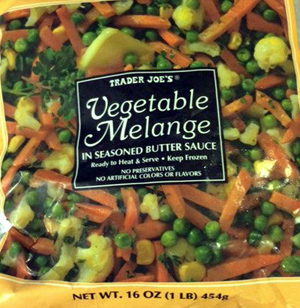 TRADER JOE'S®
Vegetable
Melange
IN SEASONED BUTTER SAUCE
Ready to Heat & Serve • Keep Frozen
NO PRESERVATIVES
NO ARTIFICIAL COLORS OR FLAVORS
NET WT. 16 OZ (1 LB) 454g